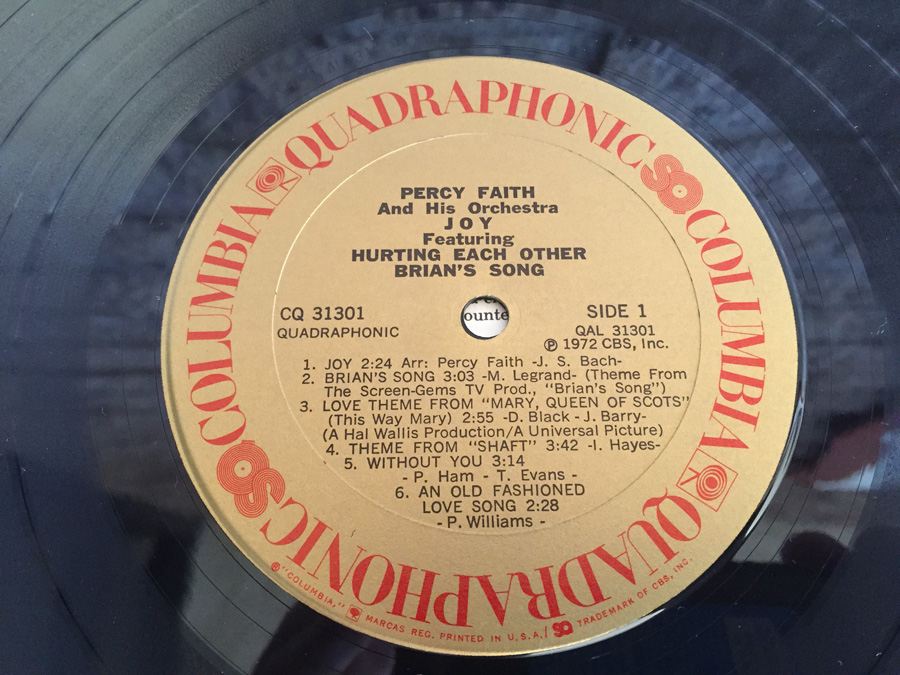 COLUMBIA QUADRAPHONIC SQ COLUMBIA QUADRAPHONIC SQ
PERCY FAITH
And His Orchestra
JOY
Featuring
HURTING EACH OTHER
BRIAN'S SONG
CQ 31301
QUADRAPHONIC
ounte
SIDE 1
QAL 31301
Ⓟ 1972 CBS, Inc.
1. JOY 2:24 Arr: Percy Faith -J. S. Bach-
2. BRIAN'S SONG 3:03 -M. Legrand- (Theme From
The Screen-Gems TV Prod., "Brian's Song")
3. LOVE THEME FROM "MARY, QUEEN OF SCOTS"
(This Way Mary) 2:55 -D. Black - J. Barry-
(A Hal Wallis Production/A Universal Picture)
4. THEME FROM "SHAFT" 3:42 -I. Hayes-
5. WITHOUT YOU 3:14
- P. Ham - T. Evans -
6. AN OLD FASHIONED
LOVE SONG 2:28
- P. Williams -
® "COLUMBIA," MARCAS REG. PRINTED IN U.S.A./ SQ TRADEMARK OF CBS, INC.